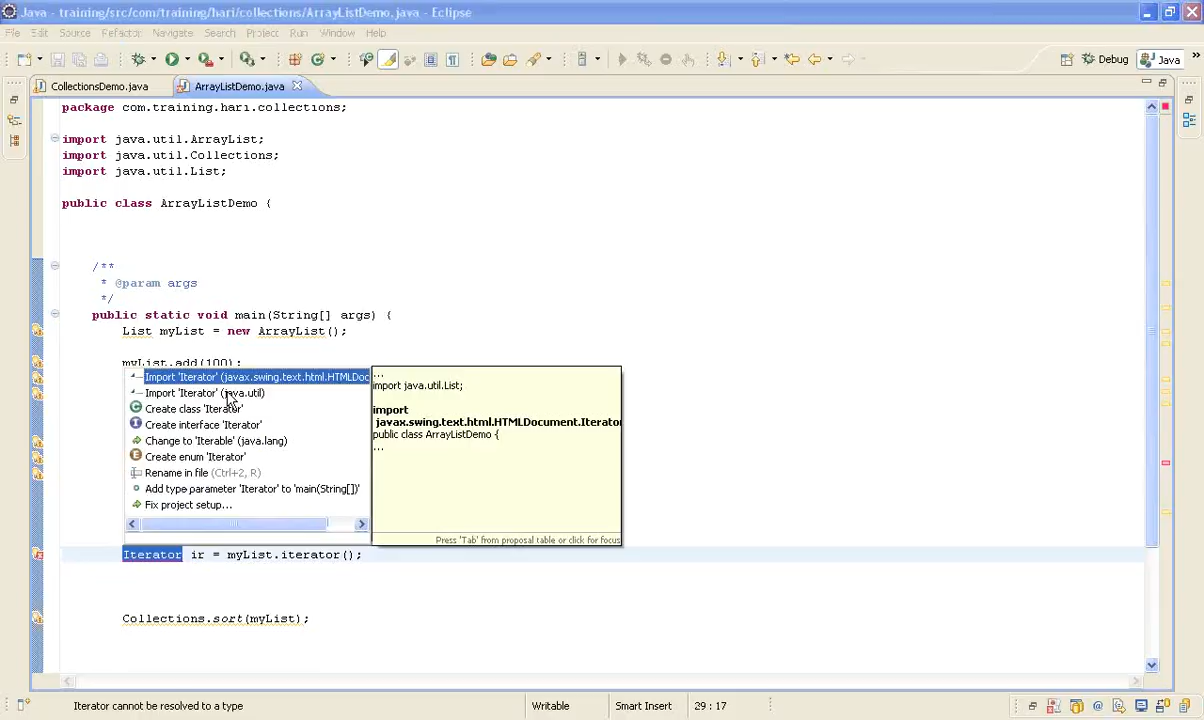 Java - training/src/com/training/hari/collections/ArrayListDemo.java - Eclipse
File Edit Source Refactor Navigate Search Project Run Window Help
Debug Java
CollectionsDemo.java ArrayListDemo.java
package com.training.hari.collections;
import java.util.ArrayList;
import java.util.Collections;
import java.util.List;
public class ArrayListDemo {
/**
* @param args
*/
public static void main(String[] args) {
List myList = new ArrayList();
myList.add(100);
Import 'Iterator' (javax.swing.text.html.HTMLDoc
Import 'Iterator' (java.util)
Create class 'Iterator'
Create interface 'Iterator'
Change to 'Iterable' (java.lang)
Create enum 'Iterator'
Rename in file (Ctrl+2, R)
Add type parameter 'Iterator' to 'main(String[])'
Fix project setup...
...
import java.util.List;
import
javax.swing.text.html.HTMLDocument.Iterator
public class ArrayListDemo {
...
Press 'Tab' from proposal table or click for focus
Iterator ir = myList.iterator();
Collections.sort(myList);
Iterator cannot be resolved to a type Writable Smart Insert 29 : 17